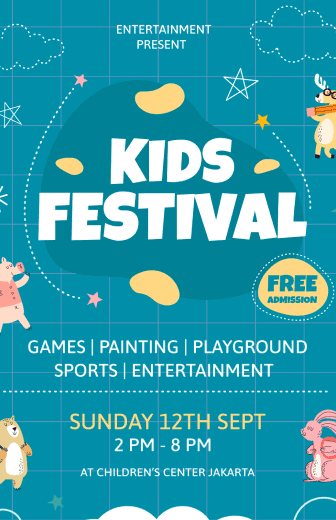 ENTERTAINMENT
PRESENT
KIDS
FESTIVAL
FREE
ADMISSION
GAMES | PAINTING | PLAYGROUND
SPORTS | ENTERTAINMENT
SUNDAY 12TH SEPT
2 PM - 8 PM
AT CHILDREN'S CENTER JAKARTA